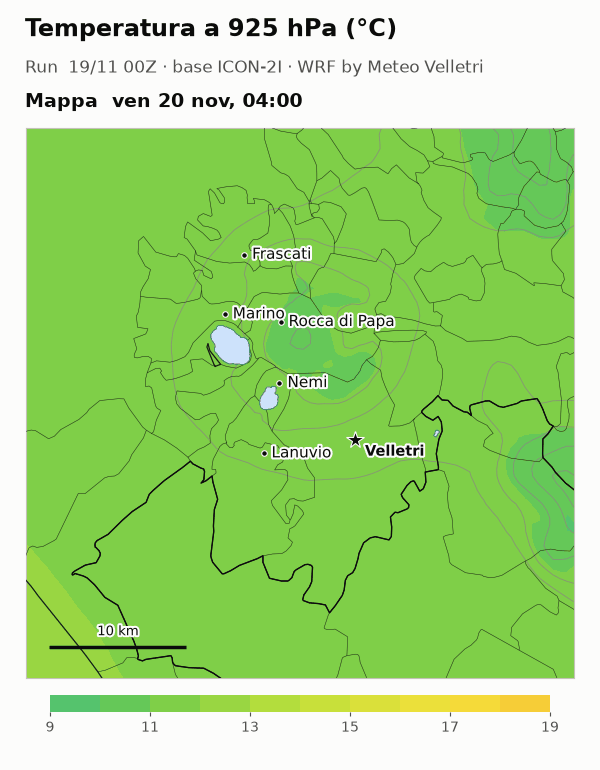 Temperatura a 925 hPa (°C)
Run  19/11 00Z · base ICON-2I · WRF by Meteo Velletri
Mappa  ven 20 nov, 04:00
Frascati
Marino
Rocca di Papa
Nemi
Velletri
Lanuvio
10 km
9 11 13 15 17 19